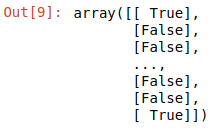 Out[9]: array([[ True],
[False],
[False],
...,
[False],
[False],
[ True]])